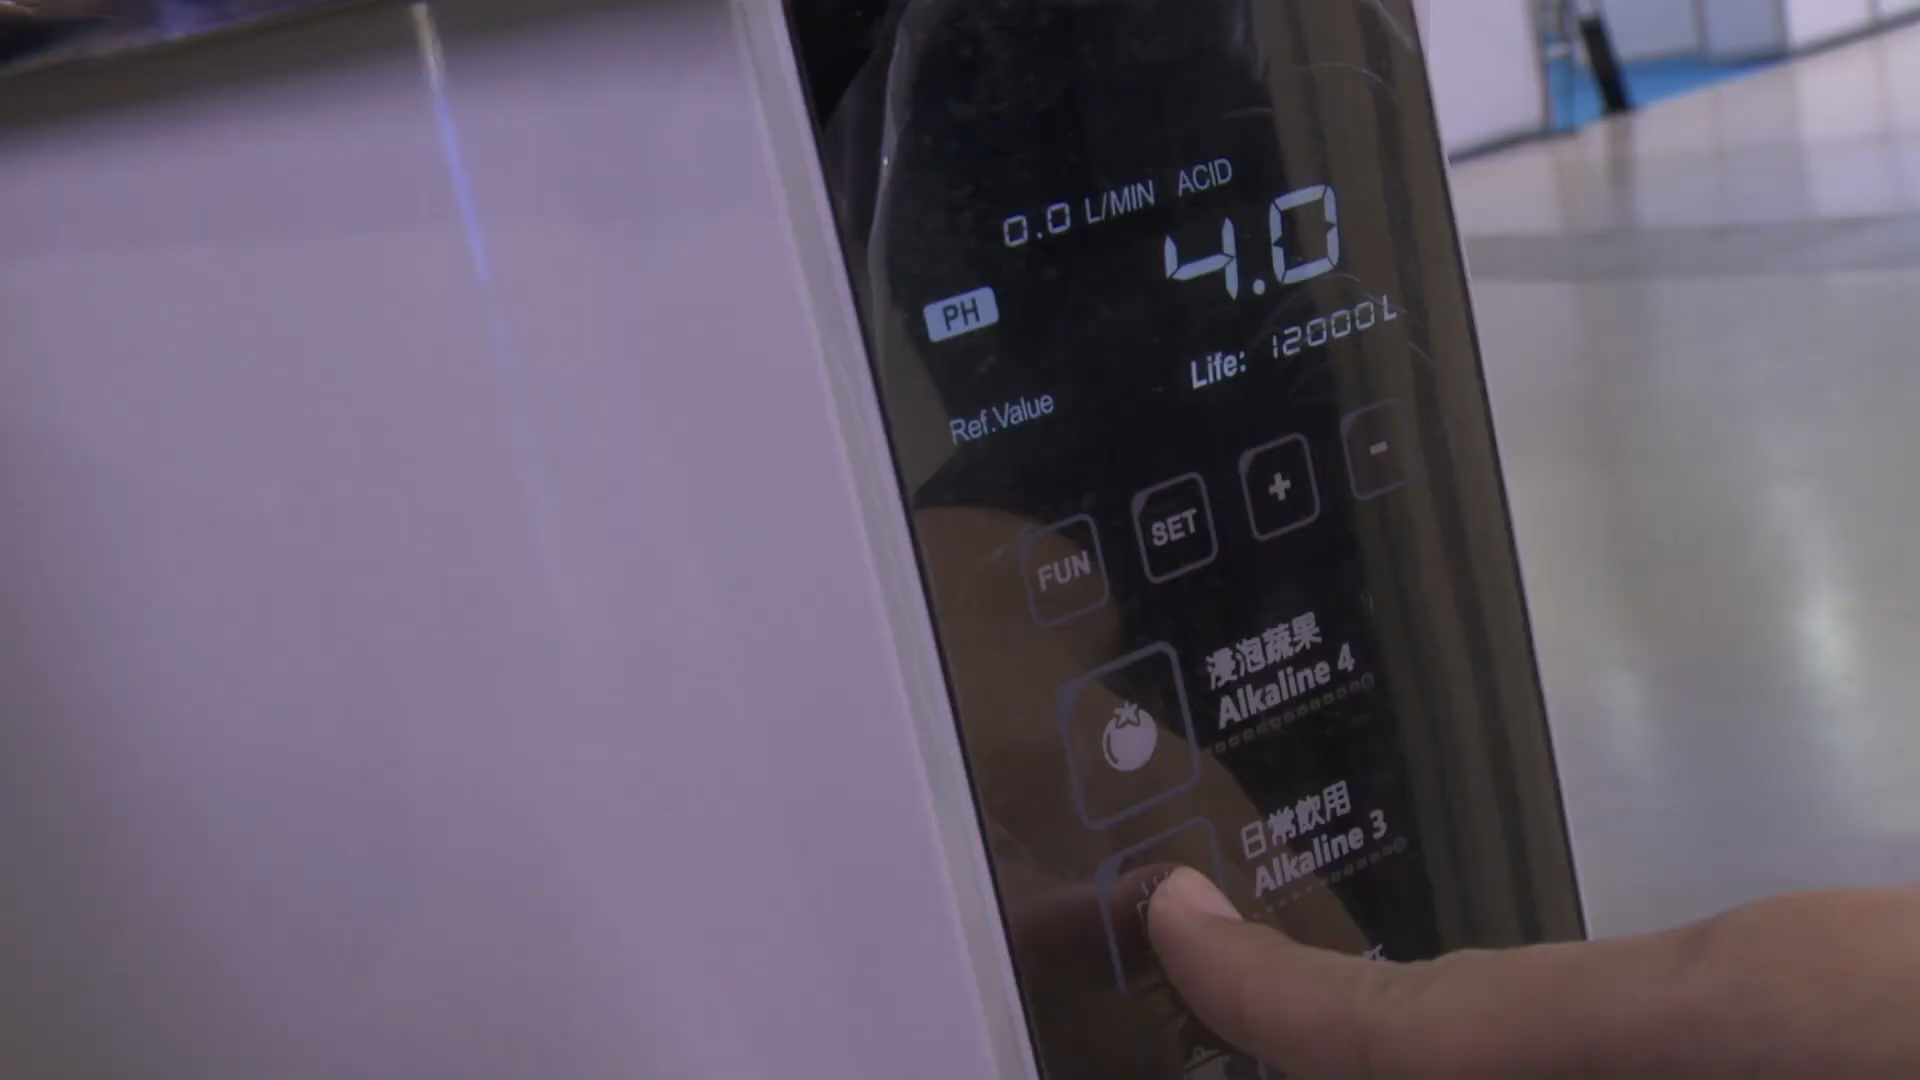 0.0 L/MIN ACID
4.0
PH
Life: 12000L
Ref.Value
FUN SET + -
浸泡蔬果
Alkaline 4
日常飲用
Alkaline 3